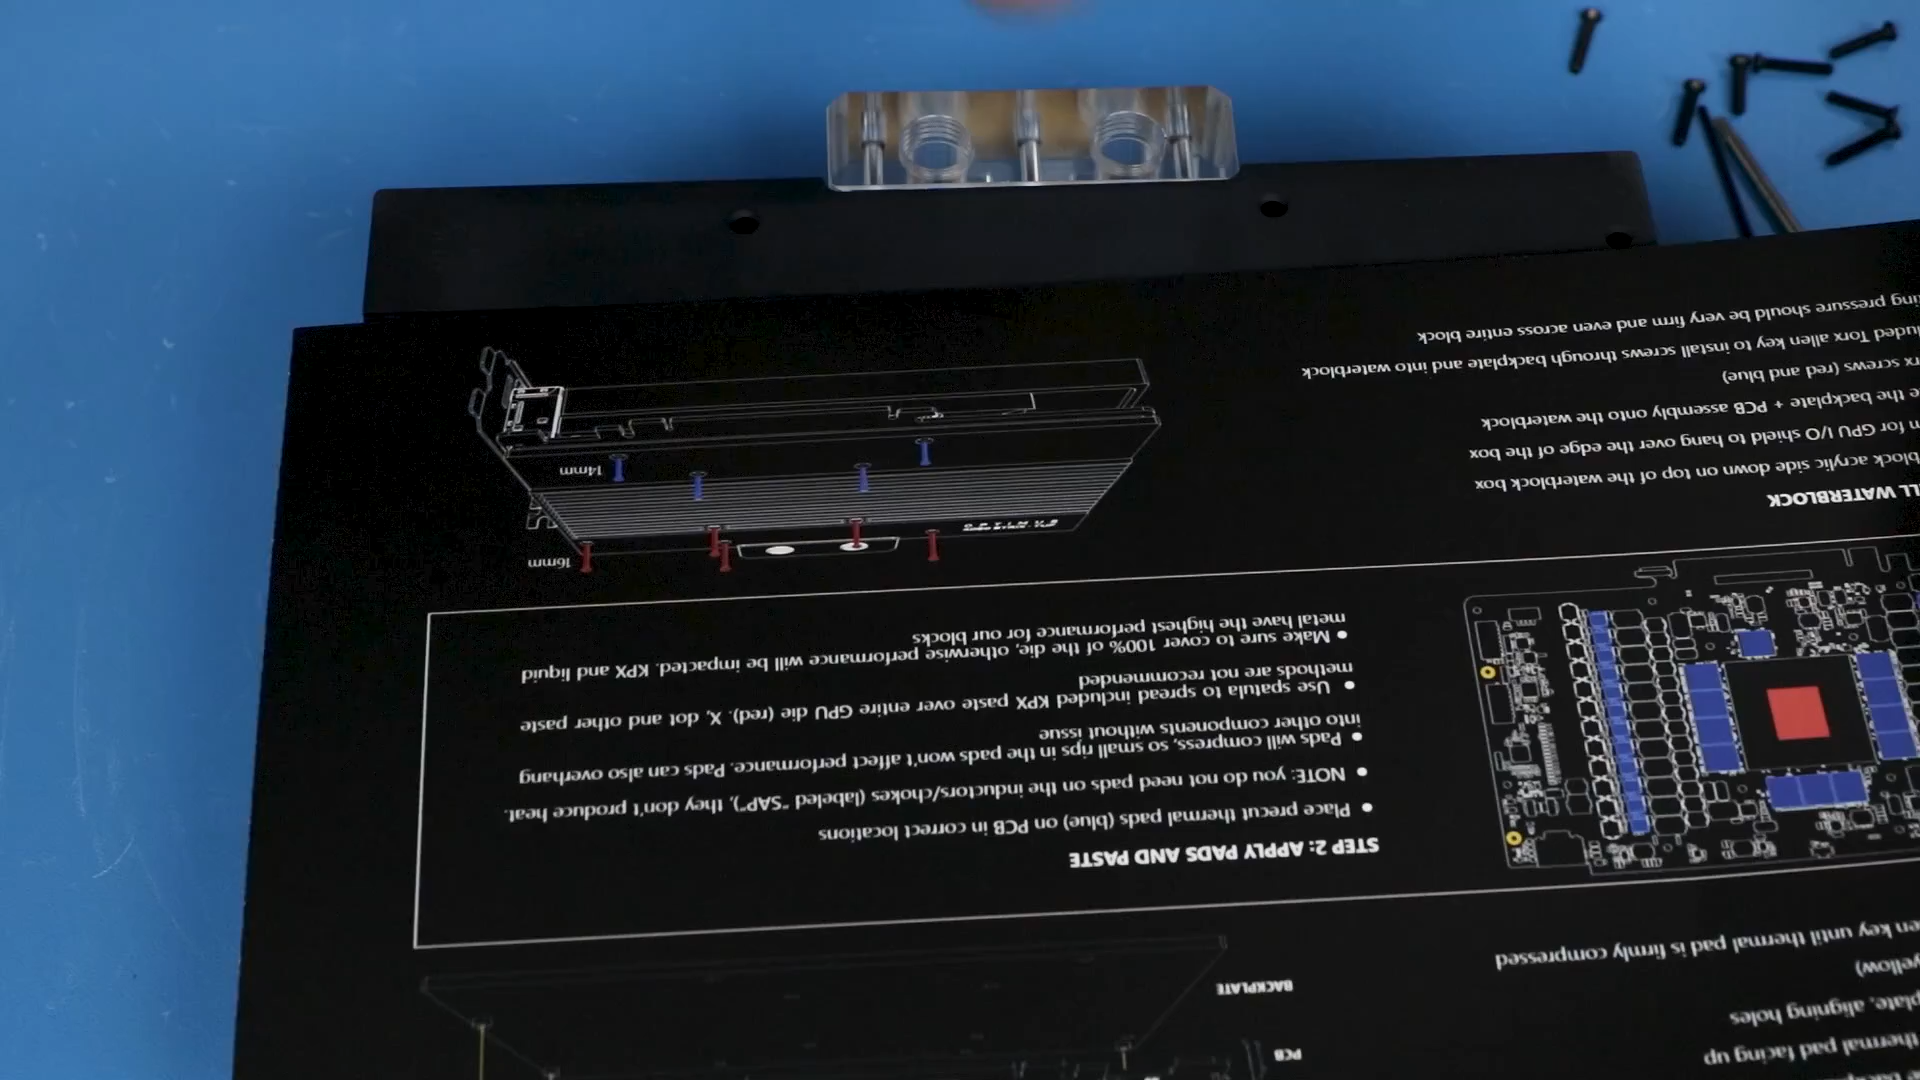 thermal pad facing up
aligning holes
(yellow)
key until thermal pad is firmly compressed
PCB
BACKPLATE
STEP 2: APPLY PADS AND PASTE
• Place precut thermal pads (blue) on PCB in correct locations
• NOTE: you do not need pads on the inductors/chokes (labeled "SAP"), they don't produce heat.
• Pads will compress, so small rips in the pads won't affect performance. Pads can also overhang
into other components without issue
• Use spatula to spread included KPX paste over entire GPU die (red). X, dot and other paste
methods are not recommended
• Make sure to cover 100% of the die, otherwise performance will be impacted. KPX and liquid
metal have the highest performance for our blocks
WATERBLOCK
acrylic side down on top of the waterblock box
for GPU I/O shield to hang over the edge of the box
the backplate + PCB assembly onto the waterblock
screws (red and blue)
Torx allen key to install screws through backplate and into waterblock
pressure should be very firm and even across entire block
16mm
14mm